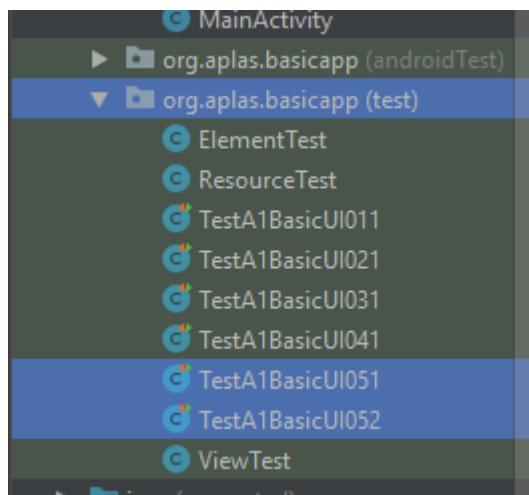 MainActivity
org.aplas.basicapp (androidTest)
org.aplas.basicapp (test)
ElementTest
ResourceTest
TestA1BasicUI011
TestA1BasicUI021
TestA1BasicUI031
TestA1BasicUI041
TestA1BasicUI051
TestA1BasicUI052
ViewTest